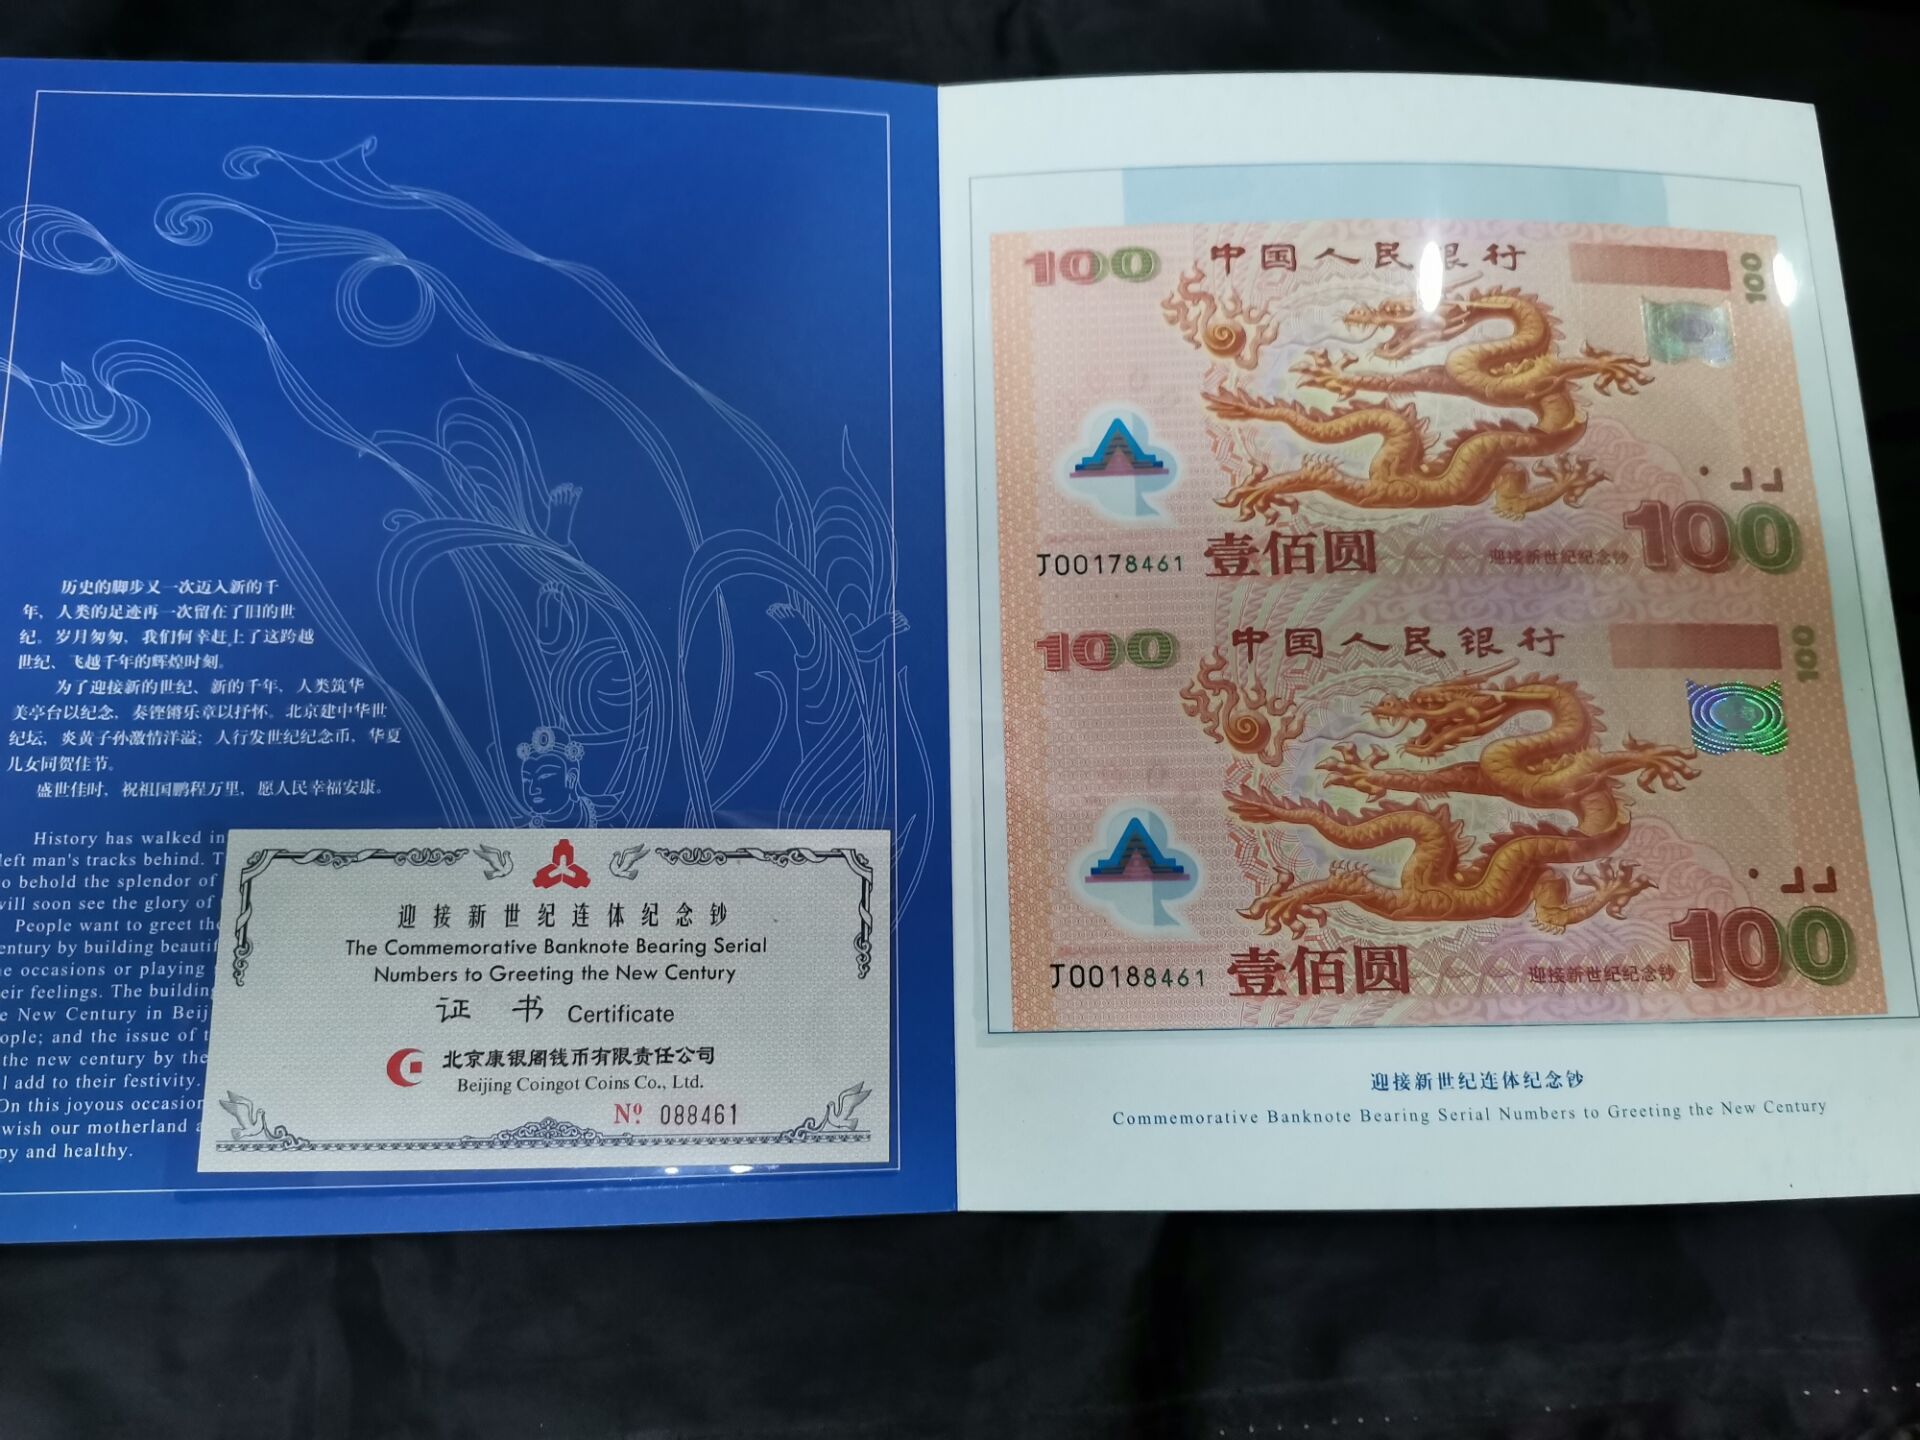 历史的脚步又一次迈入新的千
年，人类的足迹再一次留在了旧的世
纪。岁月匆匆，我们何幸赶上了这跨越
世纪、飞越千年的辉煌时刻。
为了迎接新的世纪、新的千年，人类筑华
美亭台以纪念，奏铿锵乐章以抒怀。北京建中华世
纪坛，炎黄子孙激情洋溢；人行发世纪纪念币，华夏
儿女同贺佳节。
盛世佳时，祝祖国鹏程万里，愿人民幸福安康。
History has walked in
left man's tracks behind. T
o behold the splendor of
will soon see the glory of
People want to greet the
entury by building beautif
e occasions or playing
eir feelings. The building
e New Century in Beij
ople; and the issue of t
the new century by the
l add to their festivity.
On this joyous occasion
wish our motherland a
py and healthy.
迎接新世纪连体纪念钞
The Commemorative Banknote Bearing Serial
Numbers to Greeting the New Century
证 书 Certificate
北京康银阁钱币有限责任公司
Beijing Coingot Coins Co., Ltd.
Nº 088461
100 中国人民银行 100
J00178461 壹佰圆 迎接新世纪纪念钞 100
100 中国人民银行 100
J00188461 壹佰圆 迎接新世纪纪念钞 100
迎接新世纪连体纪念钞
Commemorative Banknote Bearing Serial Numbers to Greeting the New Century